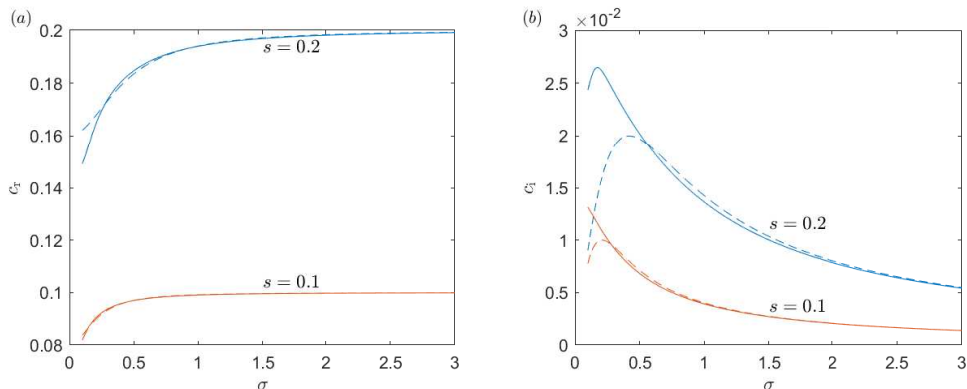 (a)
0.2
0.18
0.16
0.14
0.12
0.1
0.08
c_r
s = 0.2
s = 0.1
0 0.5 1 1.5 2 2.5 3
σ
(b)
×10⁻²
3
2.5
2
1.5
1
0.5
0
c_i
s = 0.2
s = 0.1
0 0.5 1 1.5 2 2.5 3
σ